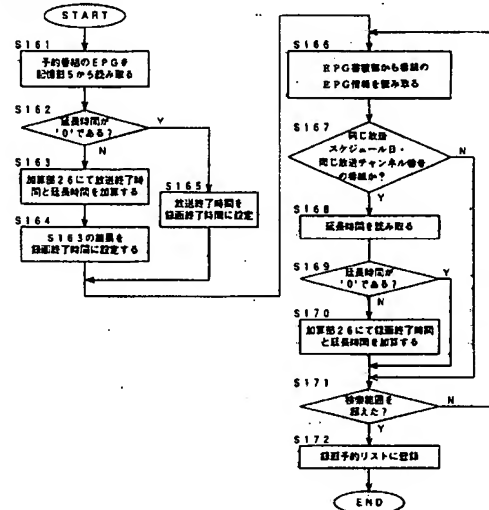 START
S161
予約番組のEPGを
記憶部5から読み取る
S162
延長時間が
'0'である?
Y
N
S163
加算部26にて放送終了時
間と延長時間を加算する
S165
放送終了時間を
録画終了時間に設定
S164
S163の結果を
録画終了時間に設定する
S166
EPG蓄積部から番組の
EPG情報を読み取る
S167
同じ放送
スケジュール日・
同じ放送チャンネル番号
の番組か?
N
Y
S168
延長時間を読み取る
S169
延長時間が
'0'である?
Y
N
S170
加算部26にて録画終了時間
と延長時間を加算する
S171
検索範囲を
超えた?
N
Y
S172
録画予約リストに登録
END